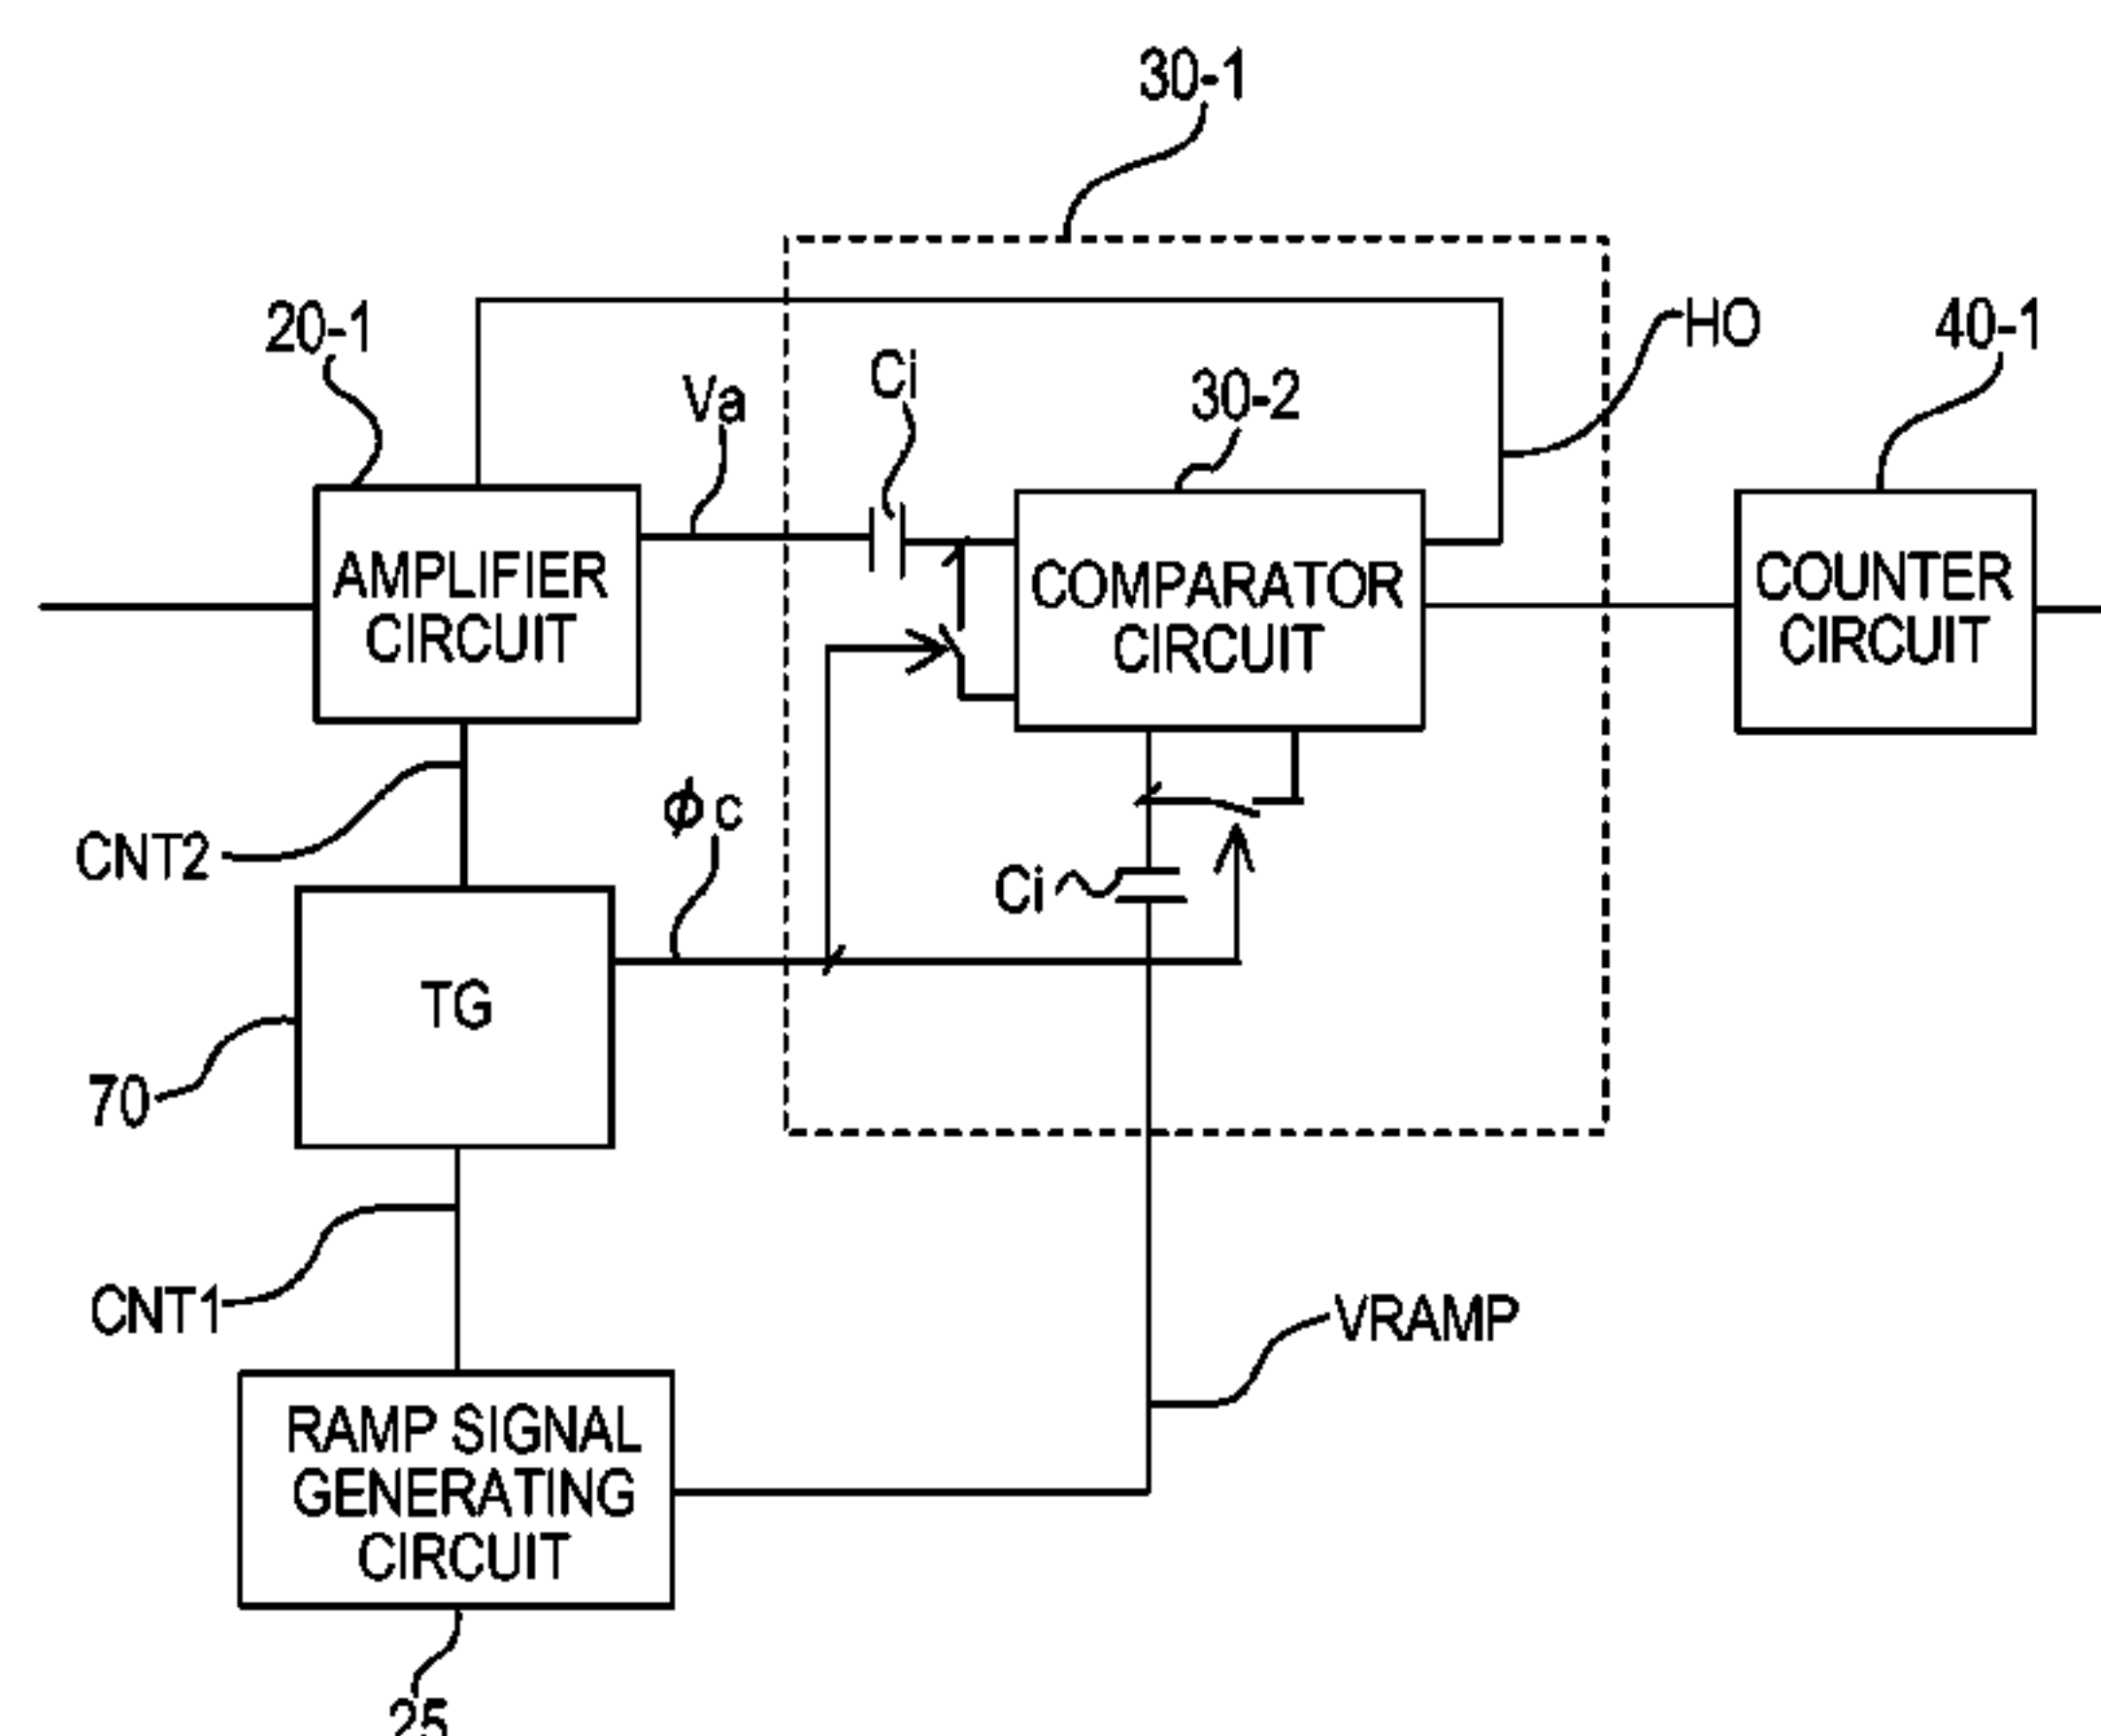 30-1
20-1
HO
40-1
Ci
Va
30-2
AMPLIFIER
CIRCUIT
COMPARATOR
CIRCUIT
COUNTER
CIRCUIT
CNT2
ϕc
Ci
TG
70
CNT1
VRAMP
RAMP SIGNAL
GENERATING
CIRCUIT
25